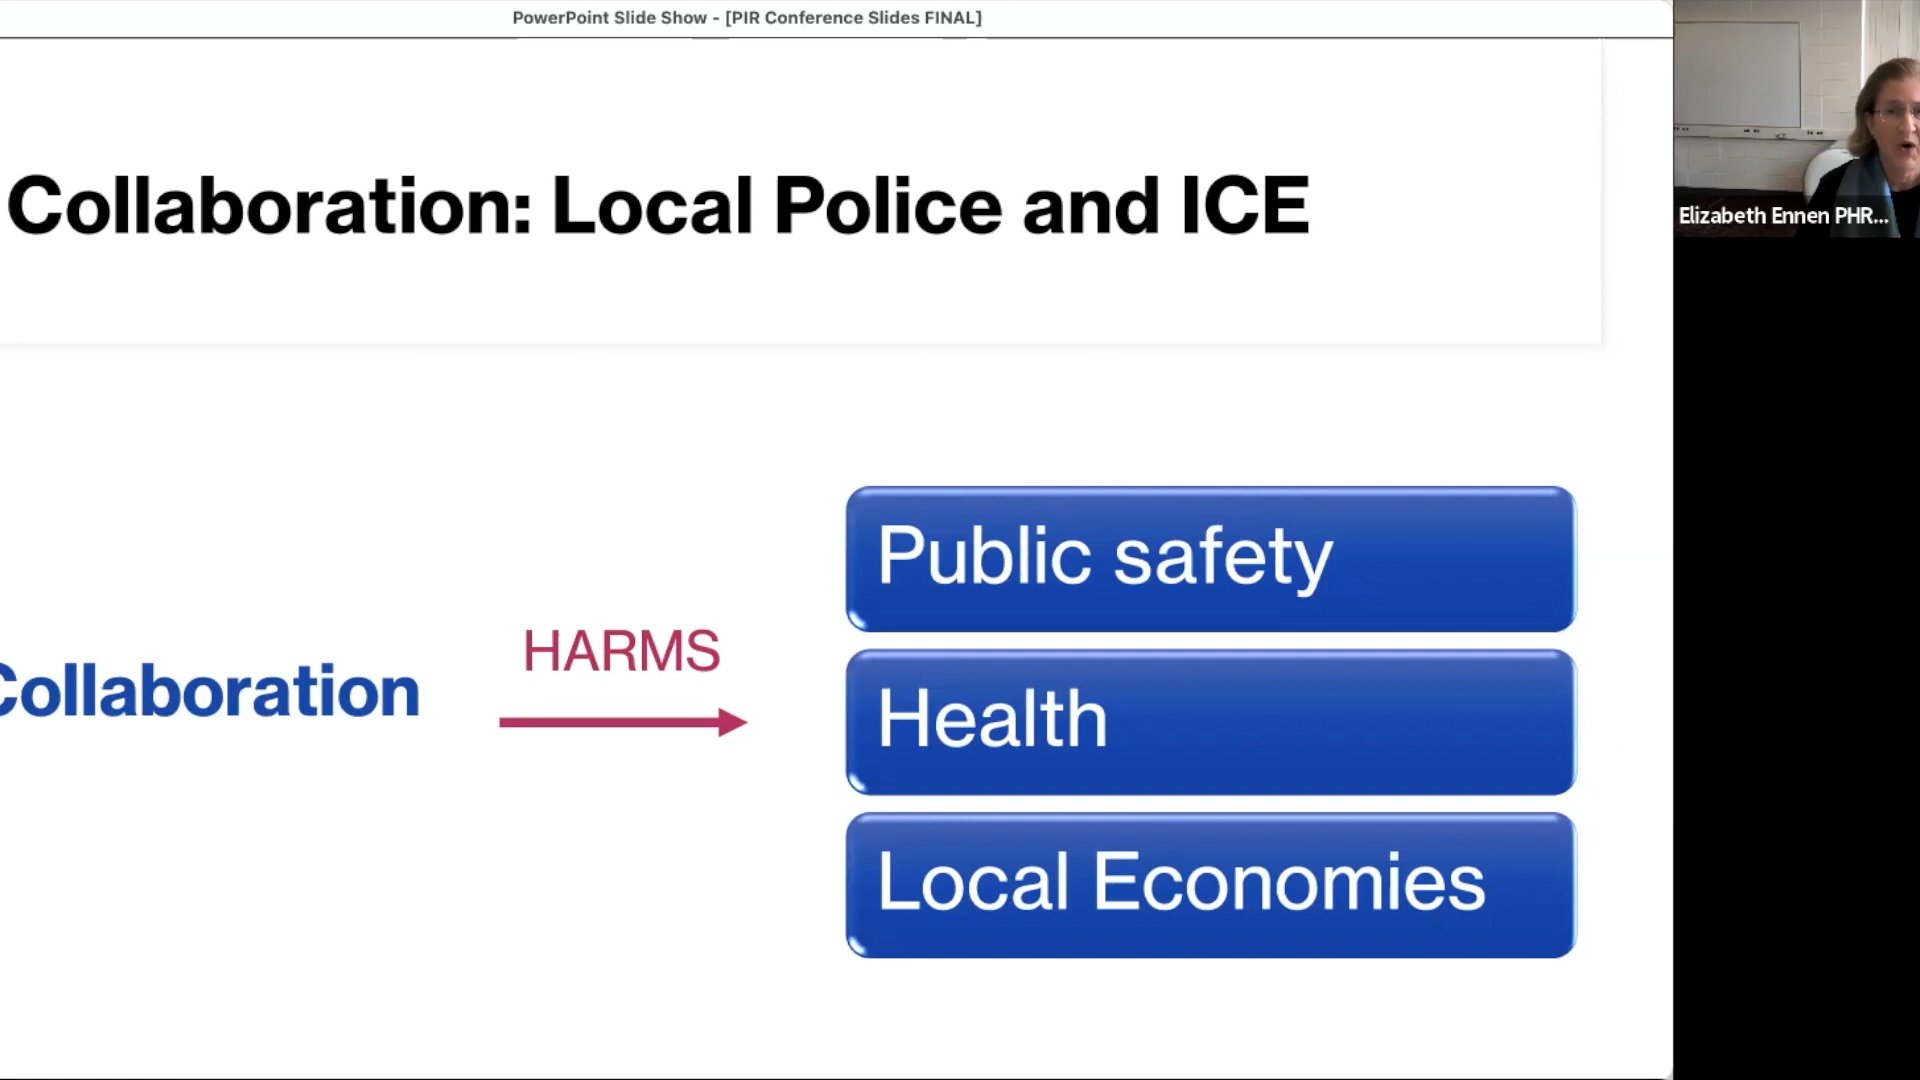 PowerPoint Slide Show - [PIR Conference Slides FINAL]
Collaboration: Local Police and ICE
Elizabeth Ennen PHR...
Public safety
HARMS
Collaboration
Health
Local Economies